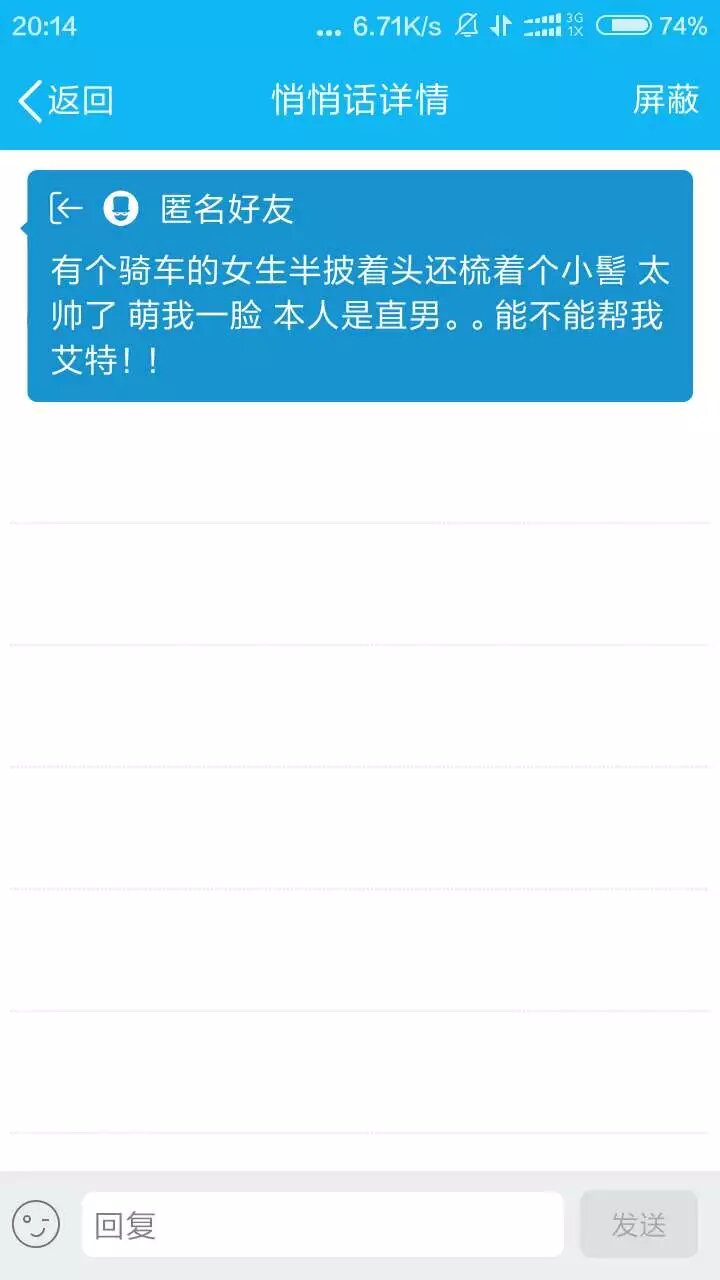 20:14 ... 6.71K/s 3G 1X 74%
返回 悄悄话详情 屏蔽
匿名好友
有个骑车的女生半披着头还梳着个小髻 太
帅了 萌我一脸 本人是直男。。能不能帮我
艾特！！
回复 发送